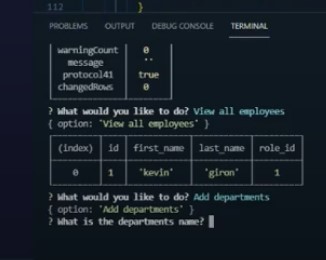 112 }
PROBLEMS OUTPUT DEBUG CONSOLE TERMINAL
warningCount 0
message ''
protocol41 true
changedRows 0
? What would you like to do? View all employees
{ option: 'View all employees' }
(index) id first_name last_name role_id
0 1 'kevin' 'giron' 1
? What would you like to do? Add departments
{ option: 'Add departments' }
? What is the departments name?